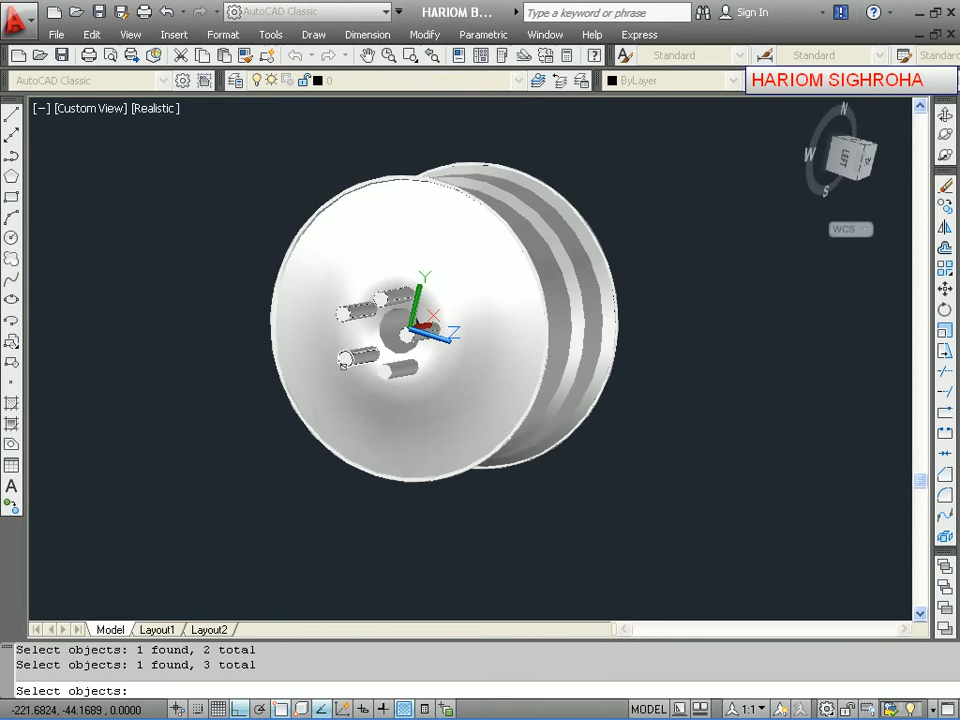 AutoCAD Classic
HARIOM B...
Type a keyword or phrase
Sign In
File Edit View Insert Format Tools Draw Dimension Modify Parametric Window Help Express
Standard Standard Standard
AutoCAD Classic
0
ByLayer
HARIOM SIGHROHA
[−] [Custom View] [Realistic]
N
W
S
LEFT
WCS
Y
X
Z
A
Model Layout1 Layout2
Select objects: 1 found, 2 total
Select objects: 1 found, 3 total
Select objects:
-221.6824, -44.1689, 0.0000
MODEL
1:1